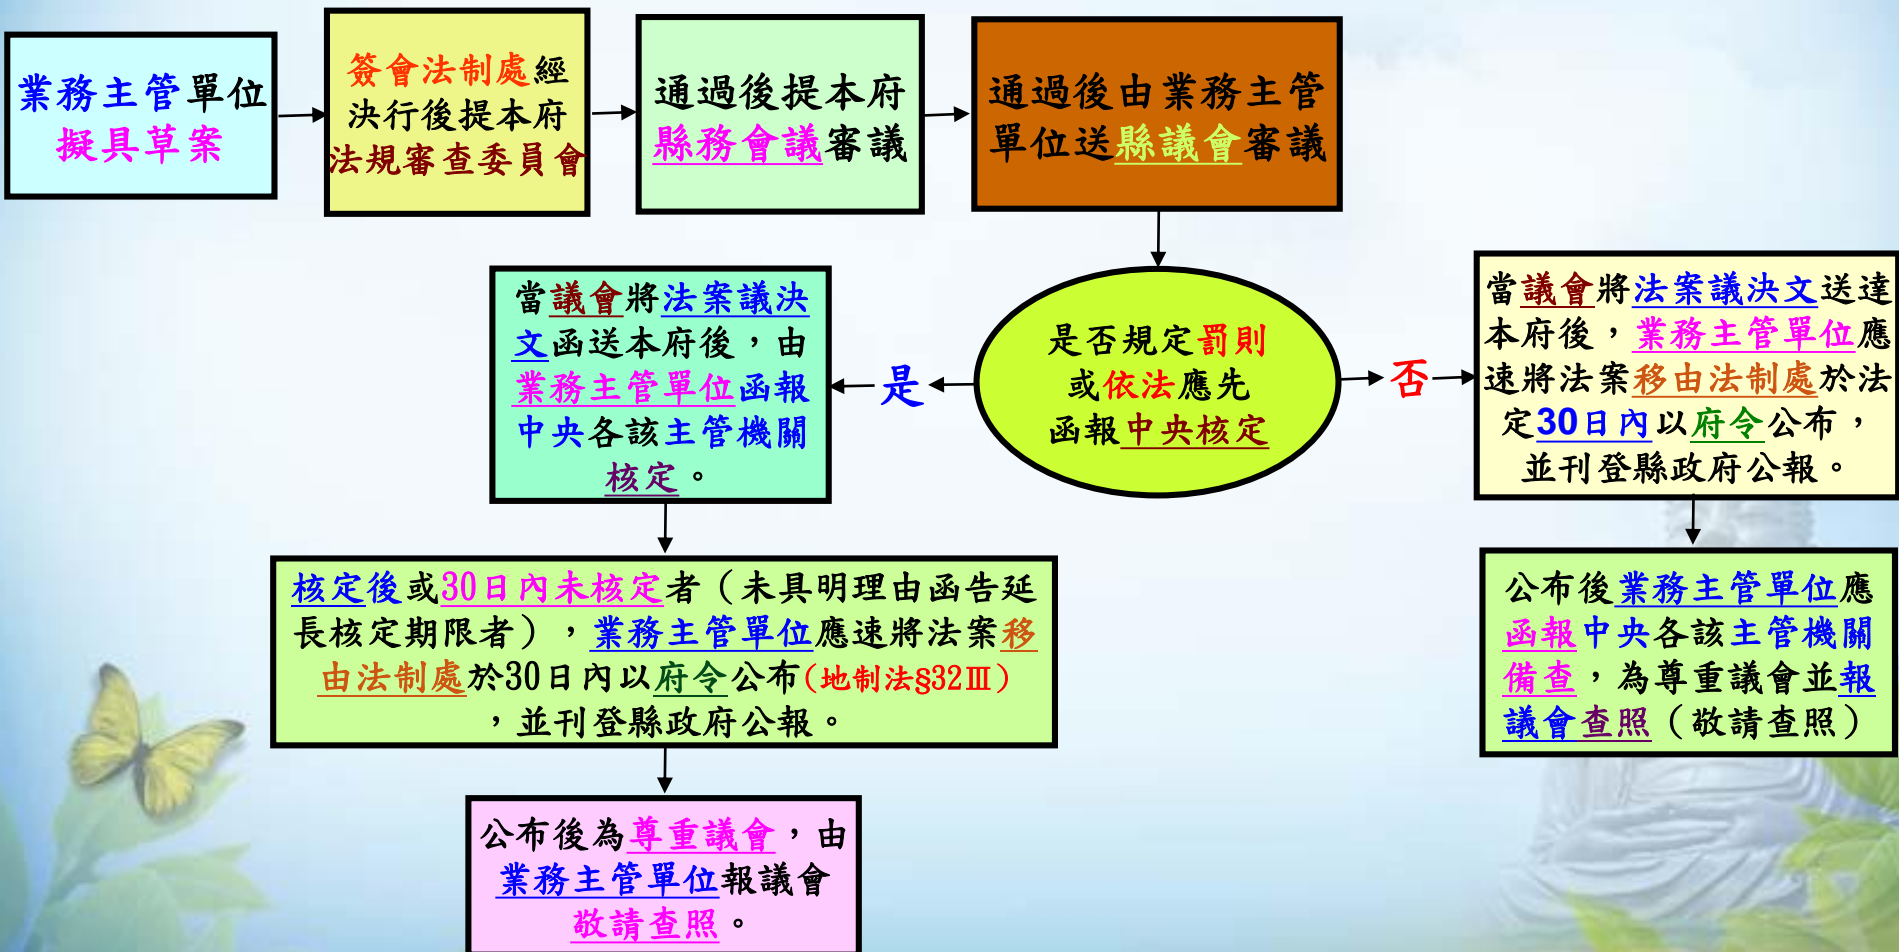 業務主管單位
擬具草案
簽會法制處經
決行後提本府
法規審查委員會
通過後提本府
縣務會議審議
通過後由業務主管
單位送縣議會審議
是否規定罰則
或依法應先
函報中央核定
是
當議會將法案議決
文函送本府後，由
業務主管單位函報
中央各該主管機關
核定。
核定後或30日內未核定者（未具明理由函告延
長核定期限者），業務主管單位應速將法案移
由法制處於30日內以府令公布(地制法§32Ⅲ)
，並刊登縣政府公報。
公布後為尊重議會，由
業務主管單位報議會
敬請查照。
否
當議會將法案議決文送達
本府後，業務主管單位應
速將法案移由法制處於法
定30日內以府令公布，
並刊登縣政府公報。
公布後業務主管單位應
函報中央各該主管機關
備查，為尊重議會並報
議會查照（敬請查照）